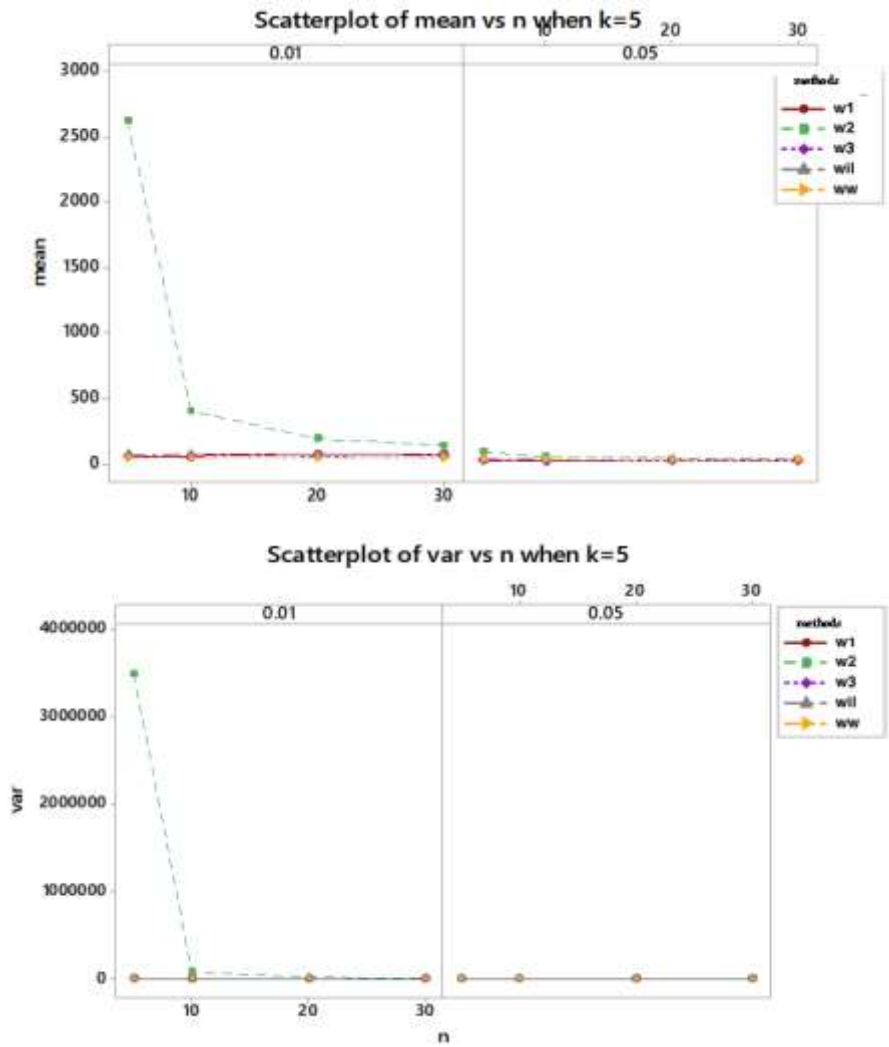 Scatterplot of mean vs n when k=5
10 20 30
0.01 0.05
3000
2500
2000
1500
1000
500
0
mean
10 20 30
methods
w1
w2
w3
wil
ww
Scatterplot of var vs n when k=5
10 20 30
0.01 0.05
4000000
3000000
2000000
1000000
0
var
10 20 30
n
methods
w1
w2
w3
wil
ww